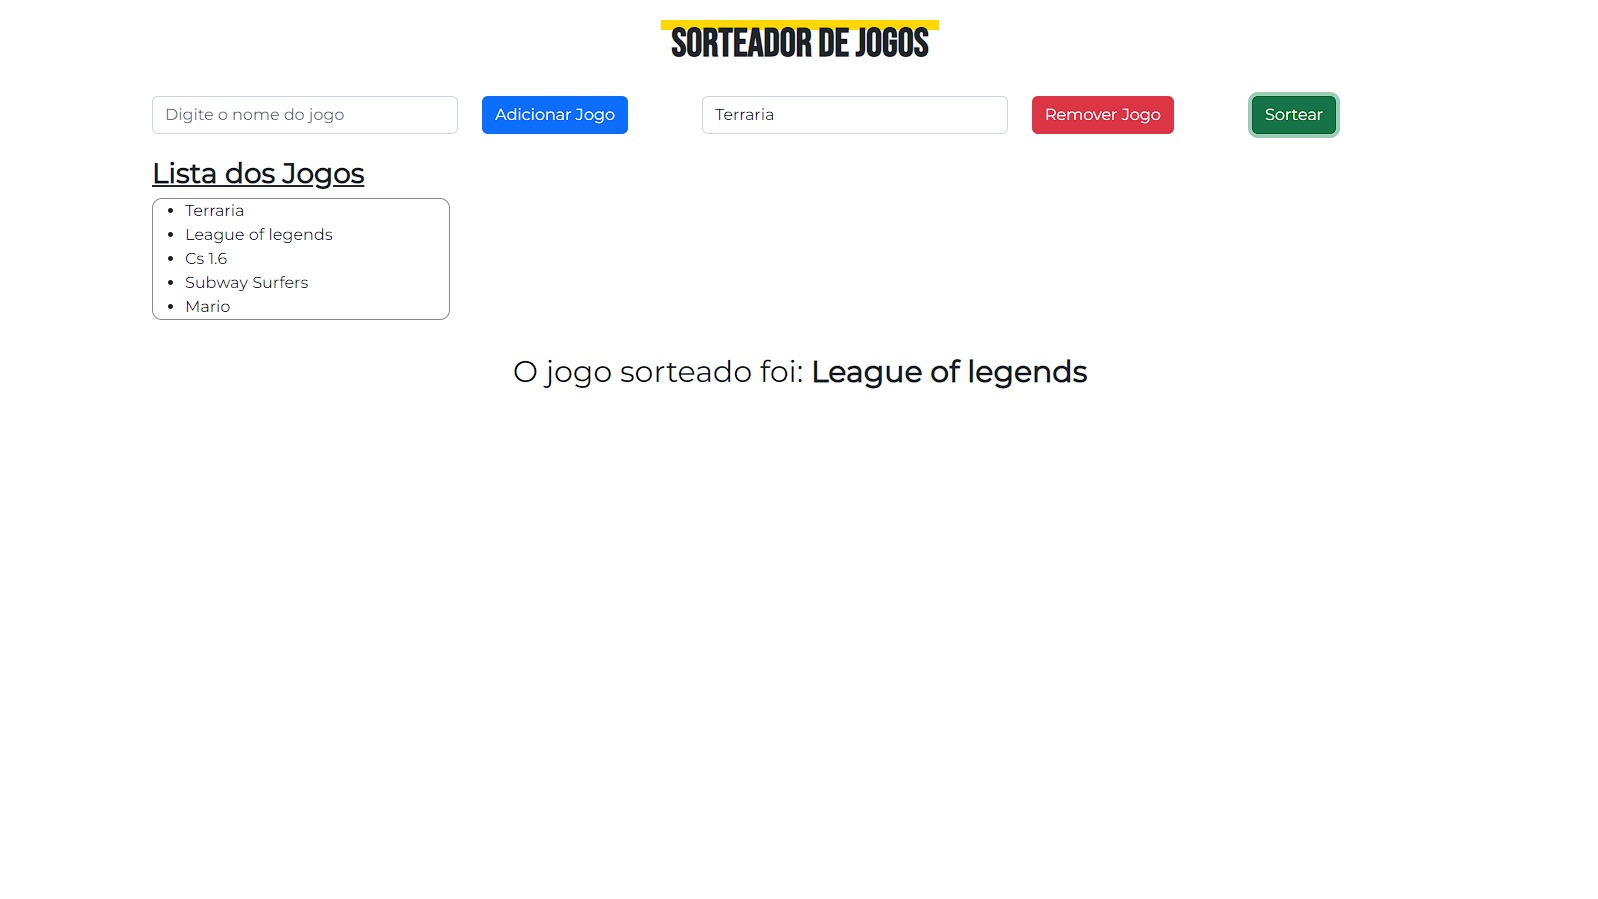 SORTEADOR DE JOGOS
Digite o nome do jogo
Adicionar Jogo
Terraria
Remover Jogo
Sortear
Lista dos Jogos
Terraria
League of legends
Cs 1.6
Subway Surfers
Mario
O jogo sorteado foi: League of legends